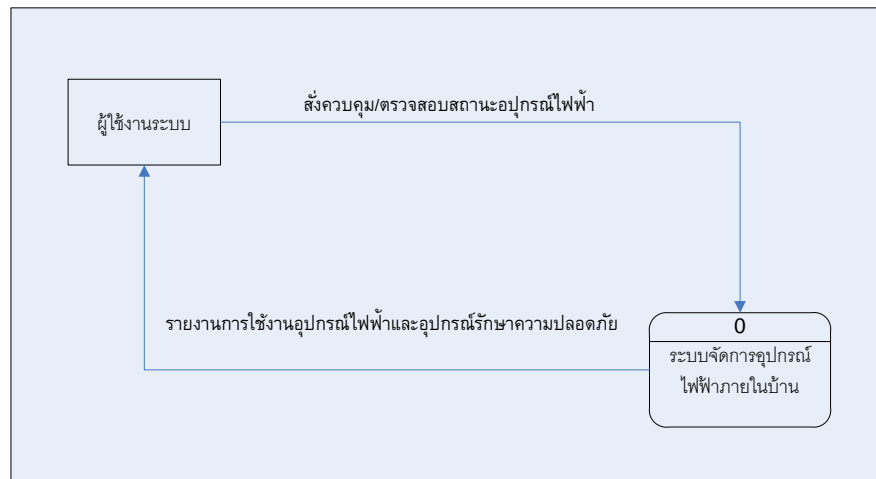 สั่งควบคุม/ตรวจสอบสถานะอปุกรณ์ไฟฟ้า
ผู้ใช้งานระบบ
รายงานการใช้งานอุปกรณ์ไฟฟ้าและอุปกรณ์รักษาความปลอดภัย
0
ระบบจัดการอุปกรณ์
ไฟฟ้าภายในบ้าน